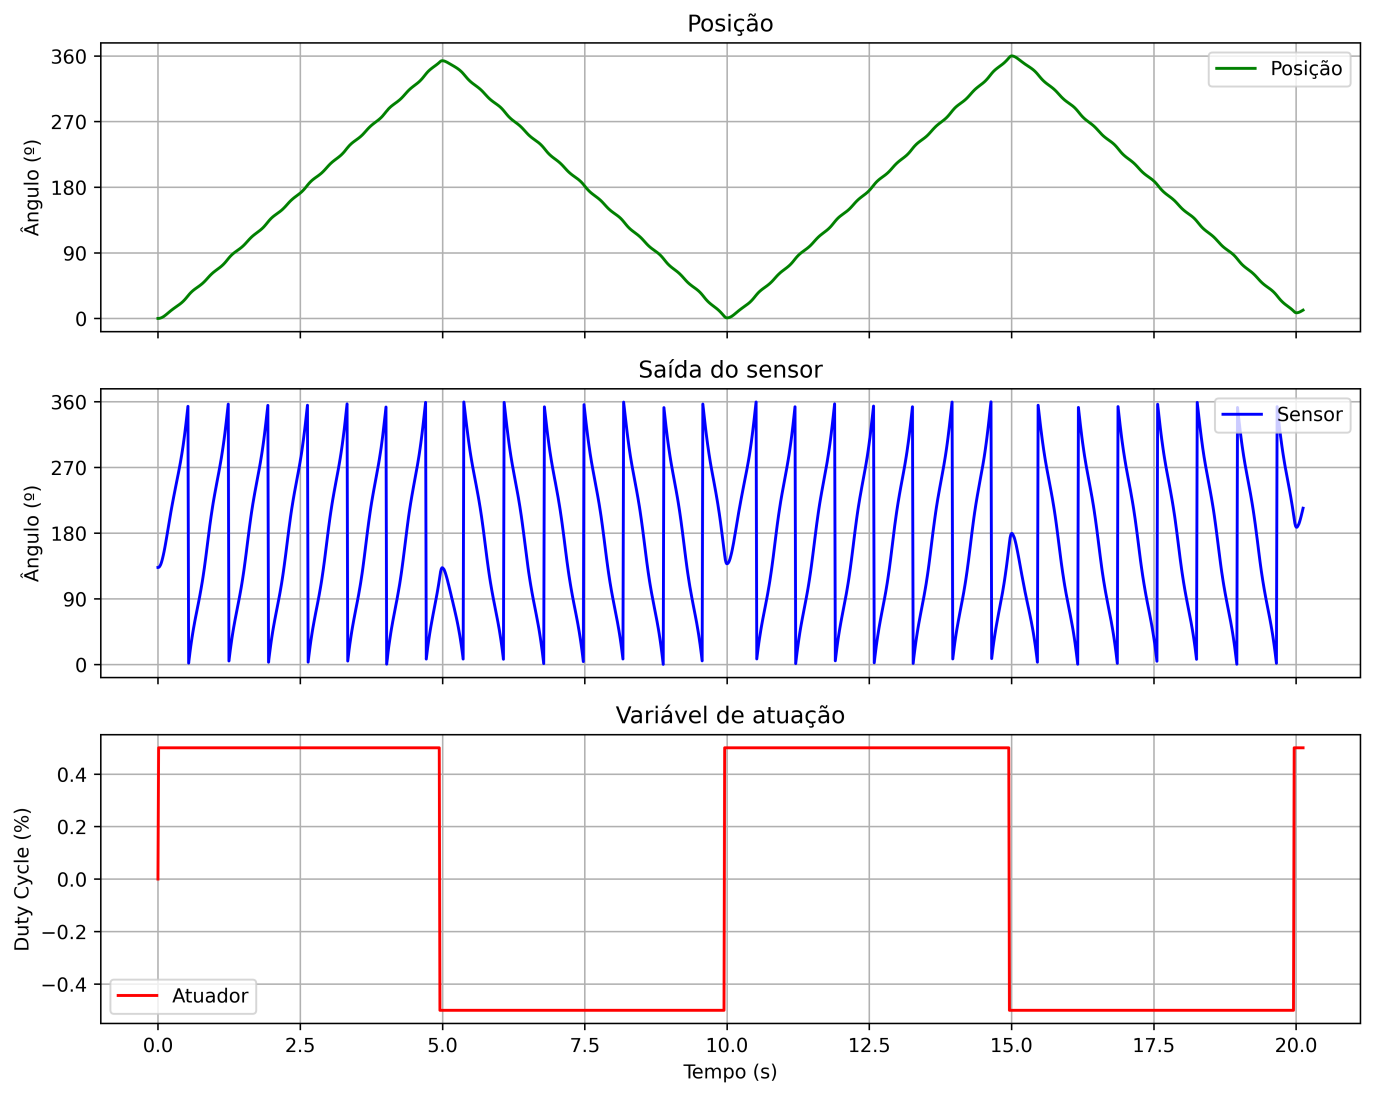 Posição
360
270
180
90
0
Ângulo (º)
Posição
Saída do sensor
360
270
180
90
0
Ângulo (º)
Sensor
Variável de atuação
0.4
0.2
0.0
−0.2
−0.4
Duty Cycle (%)
Atuador
0.0 2.5 5.0 7.5 10.0 12.5 15.0 17.5 20.0
Tempo (s)